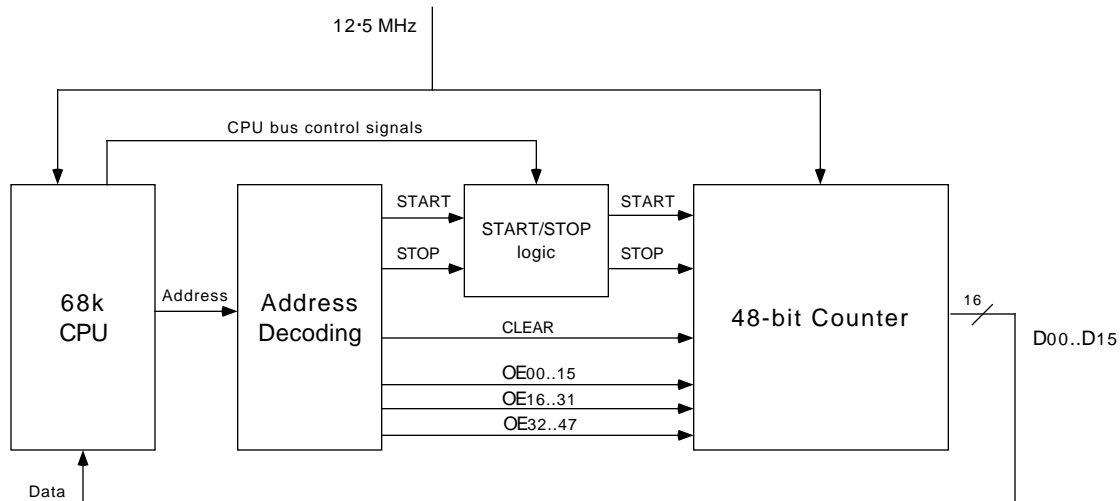 12·5 MHz
CPU bus control signals
START
START
START/STOP
logic
STOP
STOP
68k
CPU
Address
Address
Decoding
48-bit Counter
16
D00..D15
CLEAR
OE00..15
OE16..31
OE32..47
Data